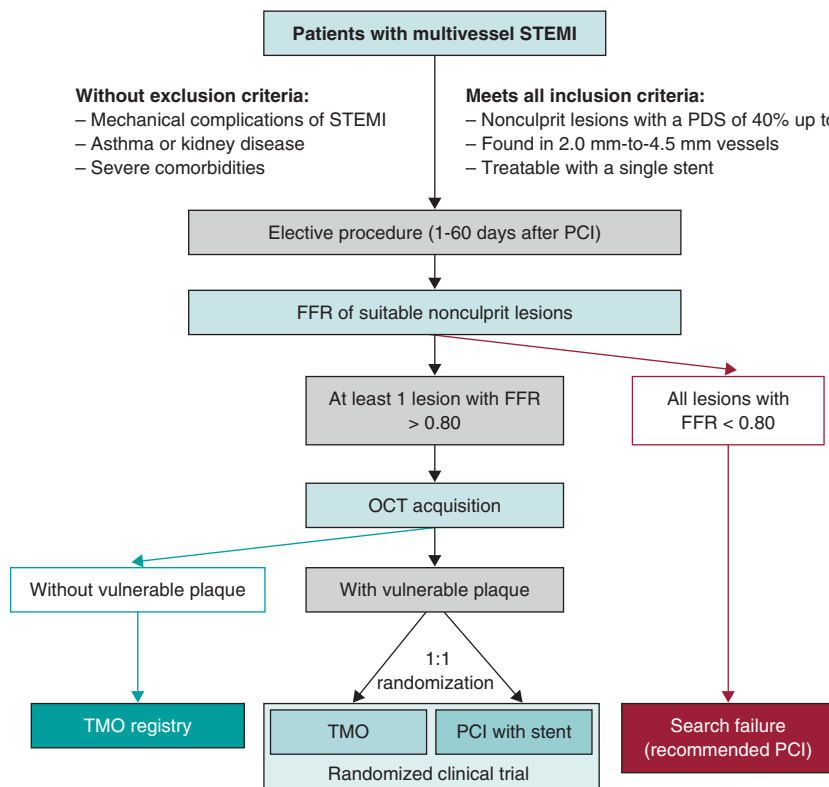 Patients with multivessel STEMI
Without exclusion criteria:
– Mechanical complications of STEMI
– Asthma or kidney disease
– Severe comorbidities
Meets all inclusion criteria:
– Nonculprit lesions with a PDS of 40% up to
– Found in 2.0 mm-to-4.5 mm vessels
– Treatable with a single stent
Elective procedure (1-60 days after PCI)
FFR of suitable nonculprit lesions
At least 1 lesion with FFR
> 0.80
All lesions with
FFR < 0.80
OCT acquisition
Without vulnerable plaque
With vulnerable plaque
1:1
randomization
TMO registry
TMO
PCI with stent
Randomized clinical trial
Search failure
(recommended PCI)